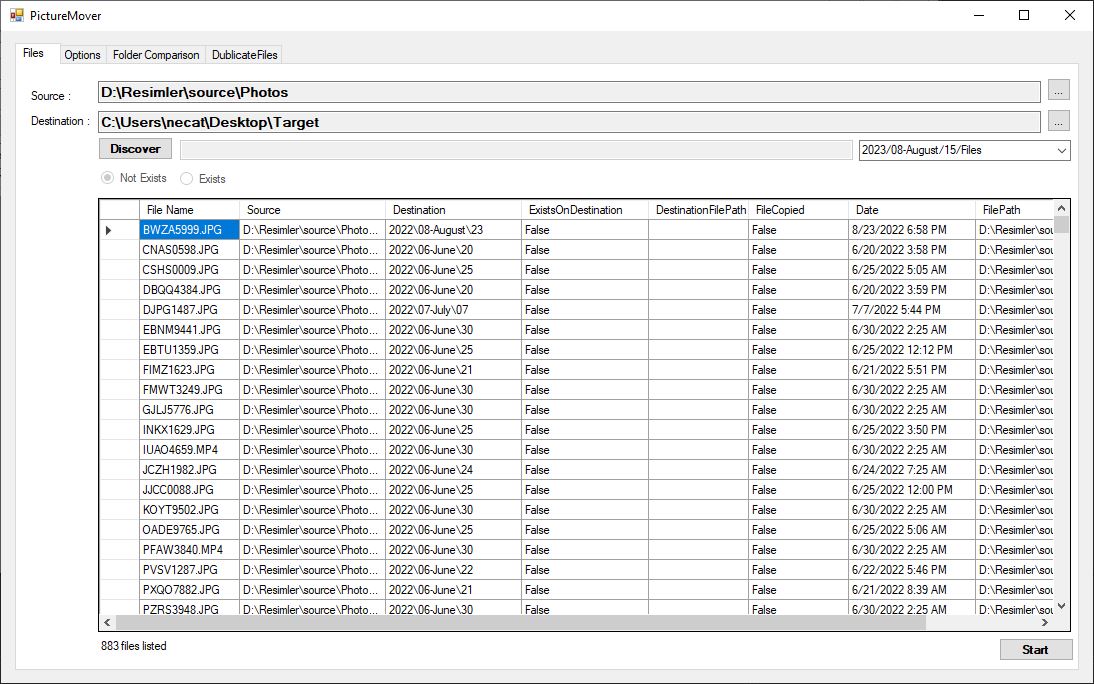 PictureMover
Files Options Folder Comparison DublicateFiles
Source : D:\Resimler\source\Photos ...
Destination : C:\Users\necat\Desktop\Target ...
Discover 2023/08-August/15/Files
Not Exists Exists
File Name Source Destination ExistsOnDestination DestinationFilePath FileCopied Date FilePath
BWZA5999.JPG D:\Resimler\source\Photo... 2022\08-August\23 False False 8/23/2022 6:58 PM D:\Resimler\sou
CNAS0598.JPG D:\Resimler\source\Photo... 2022\06-June\20 False False 6/20/2022 3:58 PM D:\Resimler\sou
CSHS0009.JPG D:\Resimler\source\Photo... 2022\06-June\25 False False 6/25/2022 5:05 AM D:\Resimler\sou
DBQQ4384.JPG D:\Resimler\source\Photo... 2022\06-June\20 False False 6/20/2022 3:59 PM D:\Resimler\sou
DJPG1487.JPG D:\Resimler\source\Photo... 2022\07-July\07 False False 7/7/2022 5:44 PM D:\Resimler\sou
EBNM9441.JPG D:\Resimler\source\Photo... 2022\06-June\30 False False 6/30/2022 2:25 AM D:\Resimler\sou
EBTU1359.JPG D:\Resimler\source\Photo... 2022\06-June\25 False False 6/25/2022 12:12 PM D:\Resimler\sou
FIMZ1623.JPG D:\Resimler\source\Photo... 2022\06-June\21 False False 6/21/2022 5:51 PM D:\Resimler\sou
FMWT3249.JPG D:\Resimler\source\Photo... 2022\06-June\30 False False 6/30/2022 2:25 AM D:\Resimler\sou
GJLJ5776.JPG D:\Resimler\source\Photo... 2022\06-June\30 False False 6/30/2022 2:25 AM D:\Resimler\sou
INKX1629.JPG D:\Resimler\source\Photo... 2022\06-June\25 False False 6/25/2022 3:50 PM D:\Resimler\sou
IUAO4659.MP4 D:\Resimler\source\Photo... 2022\06-June\30 False False 6/30/2022 2:25 AM D:\Resimler\sou
JCZH1982.JPG D:\Resimler\source\Photo... 2022\06-June\24 False False 6/24/2022 7:25 AM D:\Resimler\sou
JJCC0088.JPG D:\Resimler\source\Photo... 2022\06-June\25 False False 6/25/2022 12:00 PM D:\Resimler\sou
KOYT9502.JPG D:\Resimler\source\Photo... 2022\06-June\30 False False 6/30/2022 2:25 AM D:\Resimler\sou
OADE9765.JPG D:\Resimler\source\Photo... 2022\06-June\25 False False 6/25/2022 5:06 AM D:\Resimler\sou
PFAW3840.MP4 D:\Resimler\source\Photo... 2022\06-June\30 False False 6/30/2022 2:25 AM D:\Resimler\sou
PVSV1287.JPG D:\Resimler\source\Photo... 2022\06-June\22 False False 6/22/2022 5:46 PM D:\Resimler\sou
PXQO7882.JPG D:\Resimler\source\Photo... 2022\06-June\21 False False 6/21/2022 8:39 AM D:\Resimler\sou
PZRS3948.JPG D:\Resimler\source\Photo... 2022\06-June\30 False False 6/30/2022 2:25 AM D:\Resimler\sou
883 files listed
Start